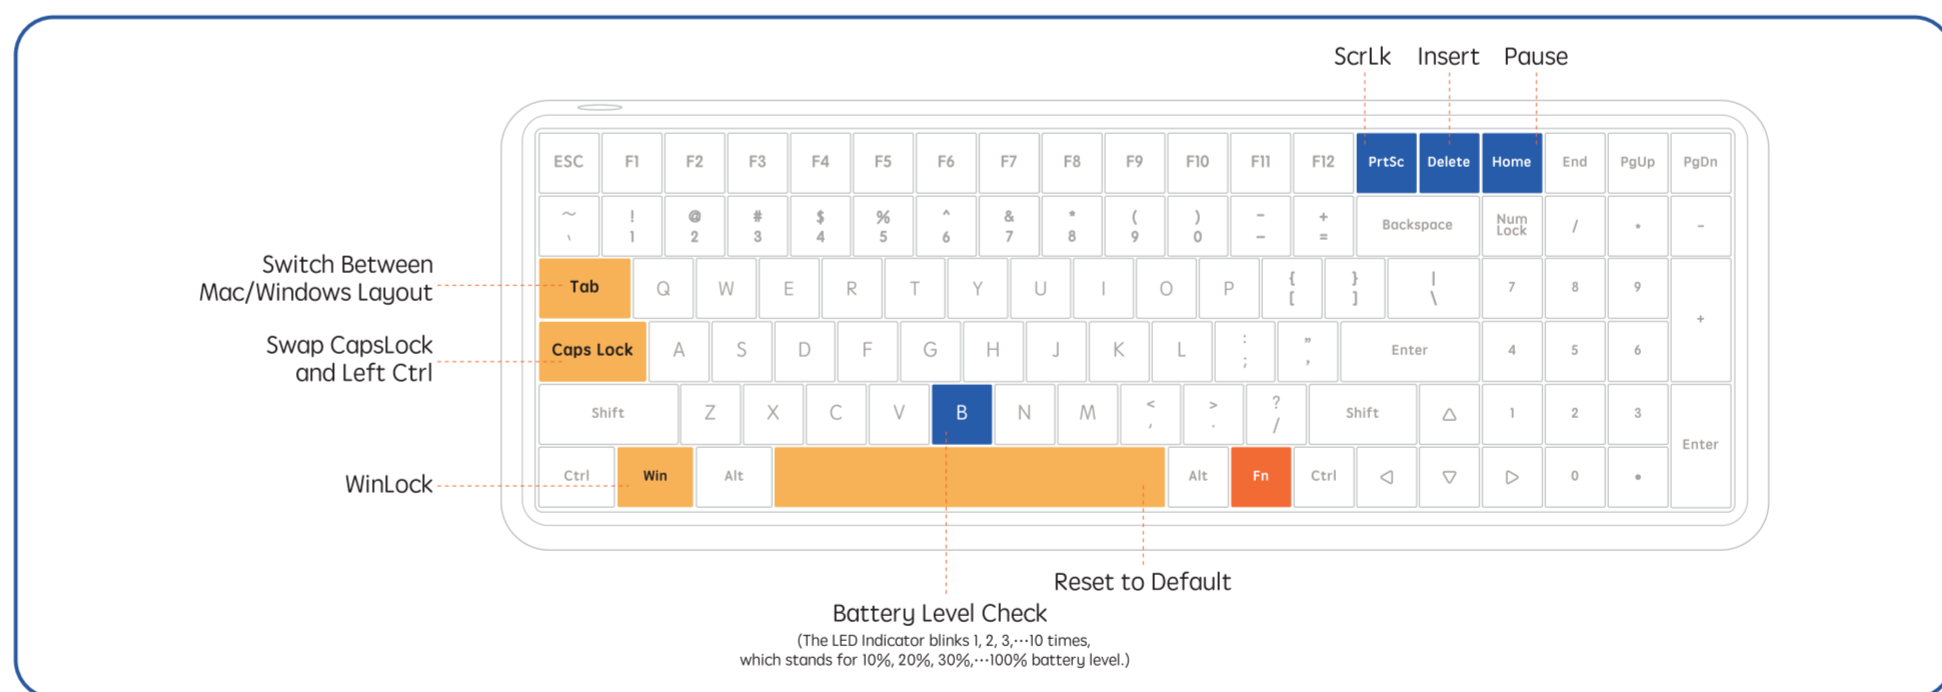 ScrLk Insert Pause
ESC F1 F2 F3 F4 F5 F6 F7 F8 F9 F10 F11 F12 PrtSc Delete Home End PgUp PgDn
~ ! @ # $ % ^ & * ( ) – +
` 1 2 3 4 5 6 7 8 9 0 – = Backspace Num Lock / * –
Switch Between
Mac/Windows Layout
Tab Q W E R T Y U I O P { [ } ] | \ 7 8 9 +
Swap CapsLock
and Left Ctrl
Caps Lock A S D F G H J K L : ; " , Enter 4 5 6
Shift Z X C V B N M < , > . ? / Shift △ 1 2 3 Enter
WinLock
Ctrl Win Alt Alt Fn Ctrl ◁ ▽ ▷ 0 •
Reset to Default
Battery Level Check
(The LED Indicator blinks 1, 2, 3,···10 times,
which stands for 10%, 20%, 30%,···100% battery level.)